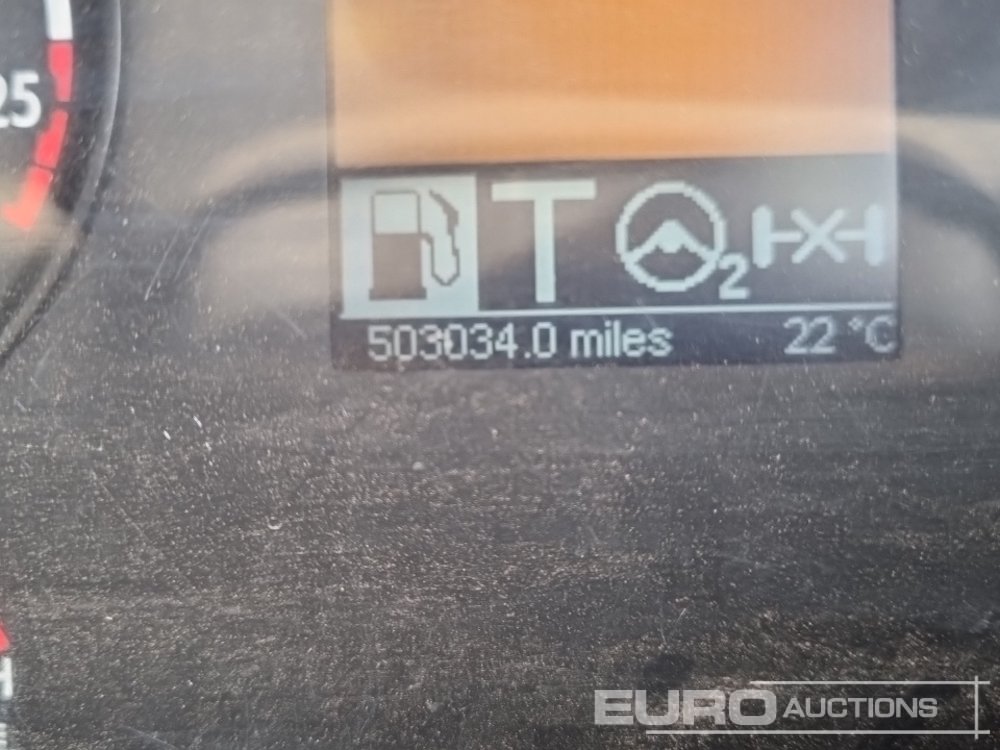 25
T
2
503034.0 miles 22 °C
H
EURO AUCTIONS